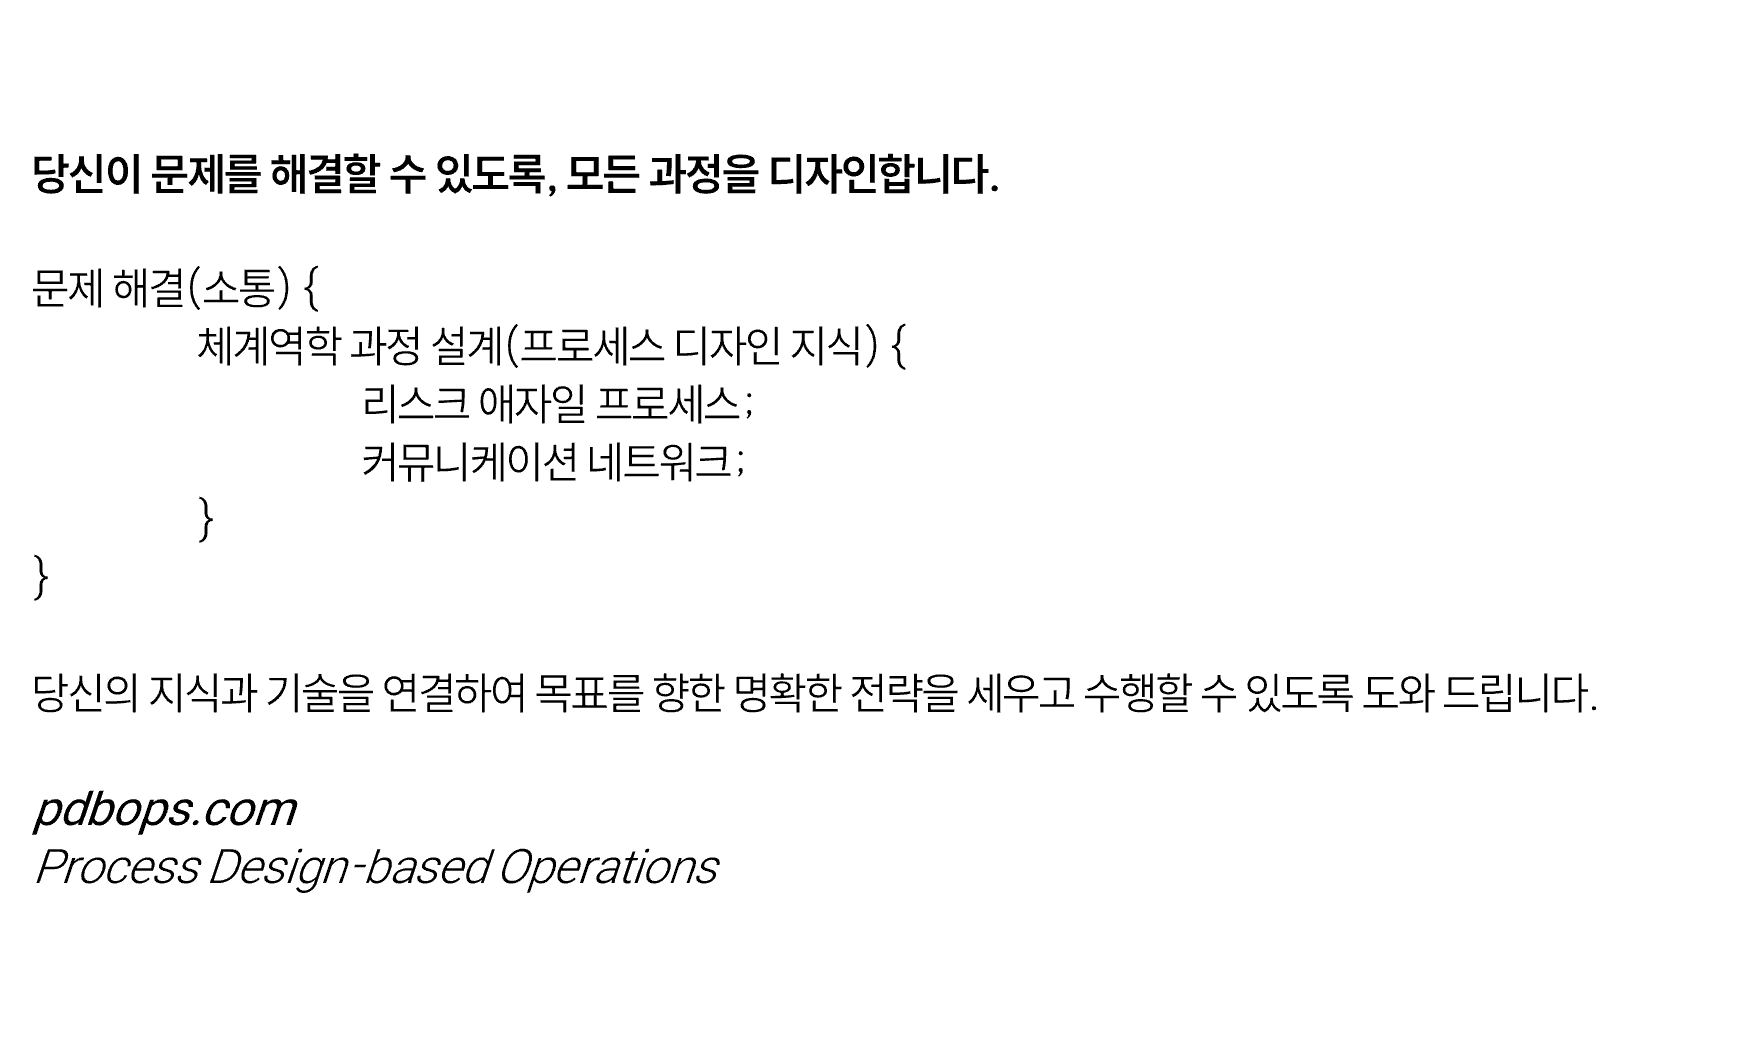 당신이 문제를 해결할 수 있도록, 모든 과정을 디자인합니다.
문제 해결(소통) {
체계역학 과정 설계(프로세스 디자인 지식) {
리스크 애자일 프로세스;
커뮤니케이션 네트워크;
}
}
당신의 지식과 기술을 연결하여 목표를 향한 명확한 전략을 세우고 수행할 수 있도록 도와 드립니다.
pdbops.com
Process Design-based Operations